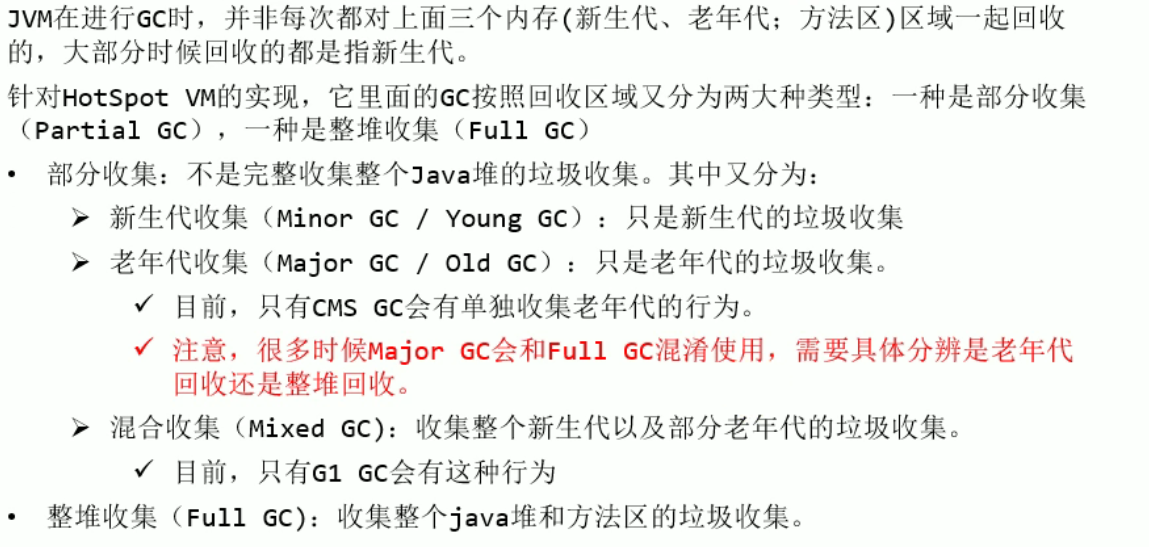 JVM在进行GC时，并非每次都对上面三个内存(新生代、老年代；方法区)区域一起回收
的，大部分时候回收的都是指新生代。
针对HotSpot VM的实现，它里面的GC按照回收区域又分为两大种类型：一种是部分收集
（Partial GC），一种是整堆收集（Full GC）
• 部分收集：不是完整收集整个Java堆的垃圾收集。其中又分为：
➢ 新生代收集（Minor GC / Young GC）：只是新生代的垃圾收集
➢ 老年代收集（Major GC / Old GC）：只是老年代的垃圾收集。
✓ 目前，只有CMS GC会有单独收集老年代的行为。
✓ 注意，很多时候Major GC会和Full GC混淆使用，需要具体分辨是老年代
回收还是整堆回收。
➢ 混合收集（Mixed GC)：收集整个新生代以及部分老年代的垃圾收集。
✓ 目前，只有G1 GC会有这种行为
• 整堆收集（Full GC)：收集整个java堆和方法区的垃圾收集。